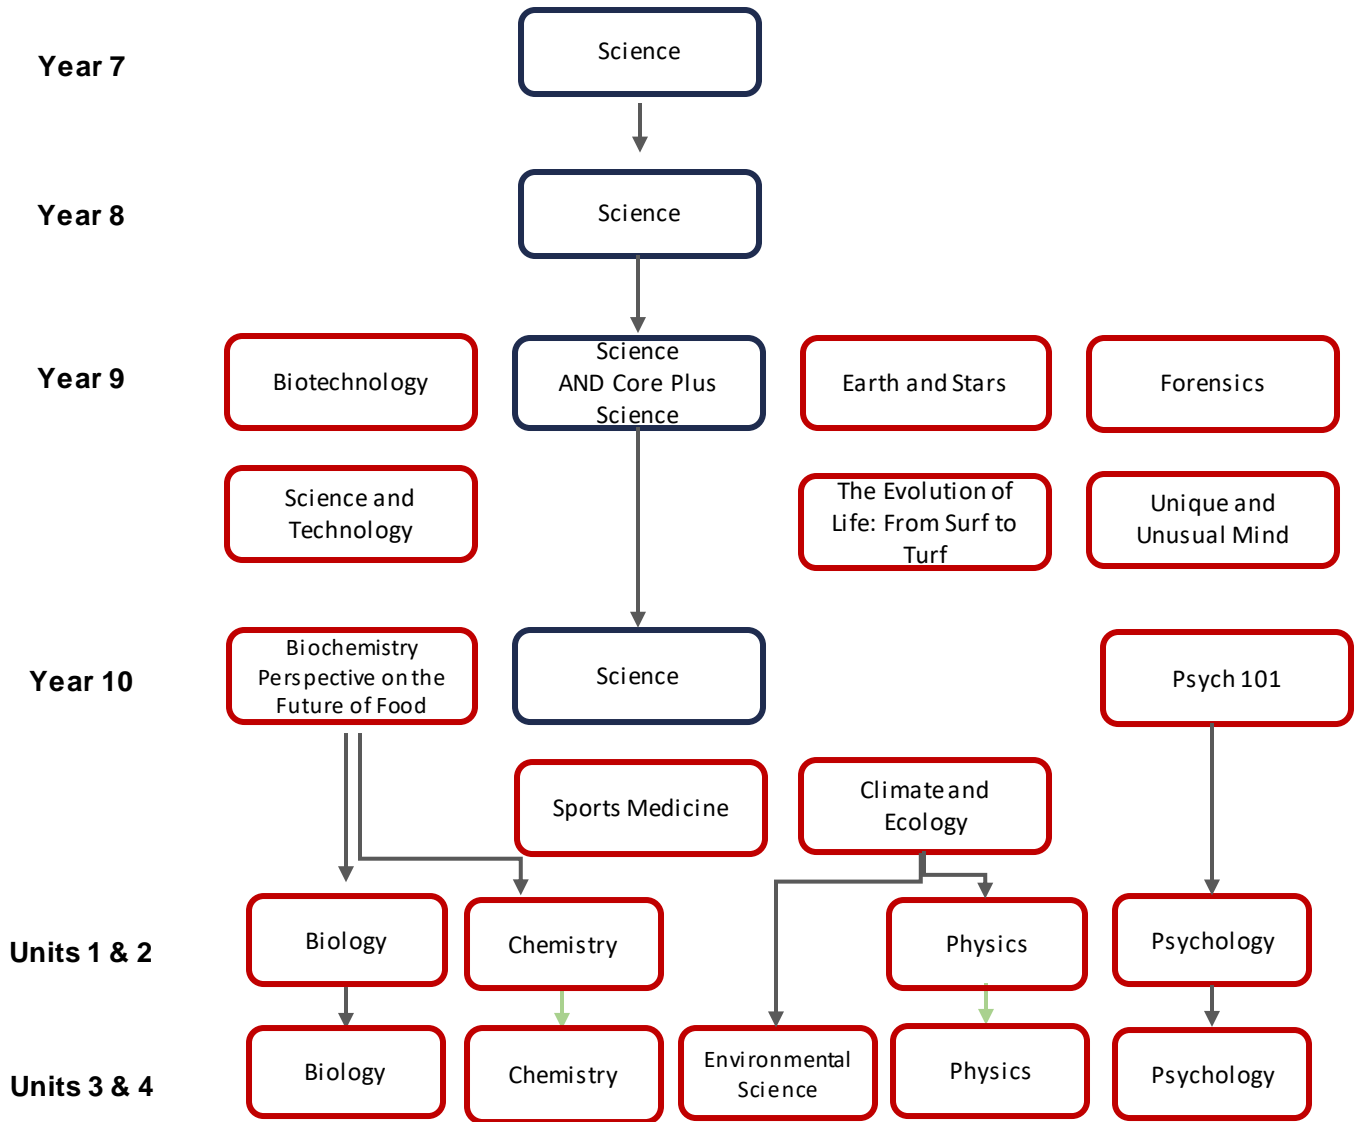 Year 7
Science
Year 8
Science
Year 9
Biotechnology
Science
AND Core Plus
Science
Earth and Stars
Forensics
Science and
Technology
The Evolution of
Life: From Surf to
Turf
Unique and
Unusual Mind
Year 10
Biochemistry
Perspective on the
Future of Food
Science
Psych 101
Sports Medicine
Climate and
Ecology
Units 1 & 2
Biology
Chemistry
Physics
Psychology
Units 3 & 4
Biology
Chemistry
Environmental
Science
Physics
Psychology